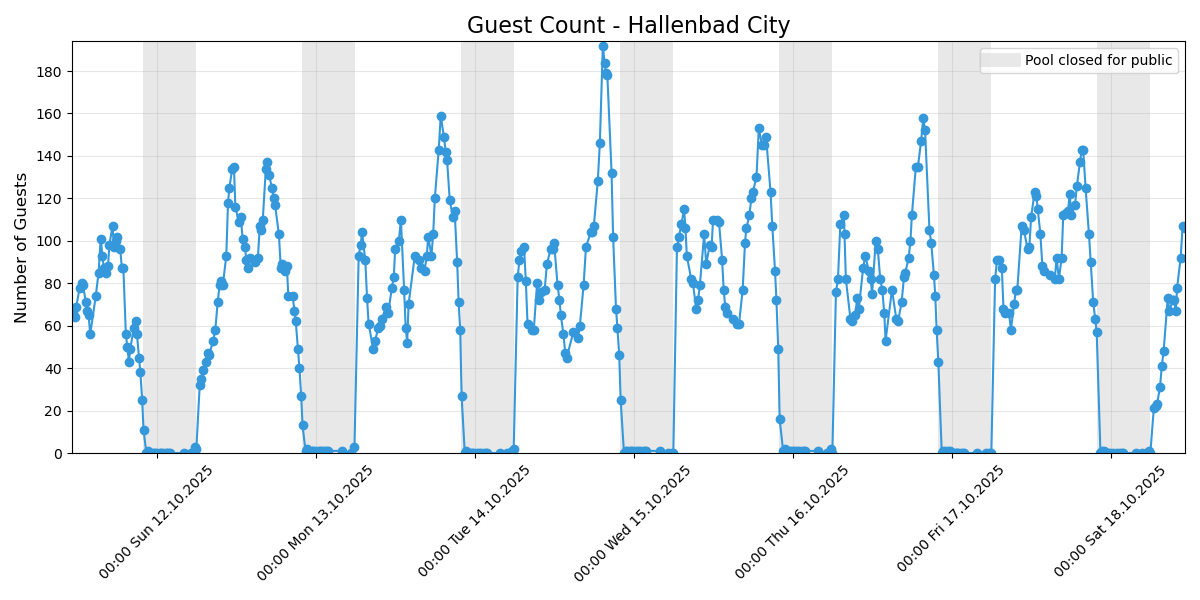 Guest Count - Hallenbad City
Pool closed for public
Number of Guests
180
160
140
120
100
80
60
40
20
0
00:00 Sun 12.10.2025
00:00 Mon 13.10.2025
00:00 Tue 14.10.2025
00:00 Wed 15.10.2025
00:00 Thu 16.10.2025
00:00 Fri 17.10.2025
00:00 Sat 18.10.2025